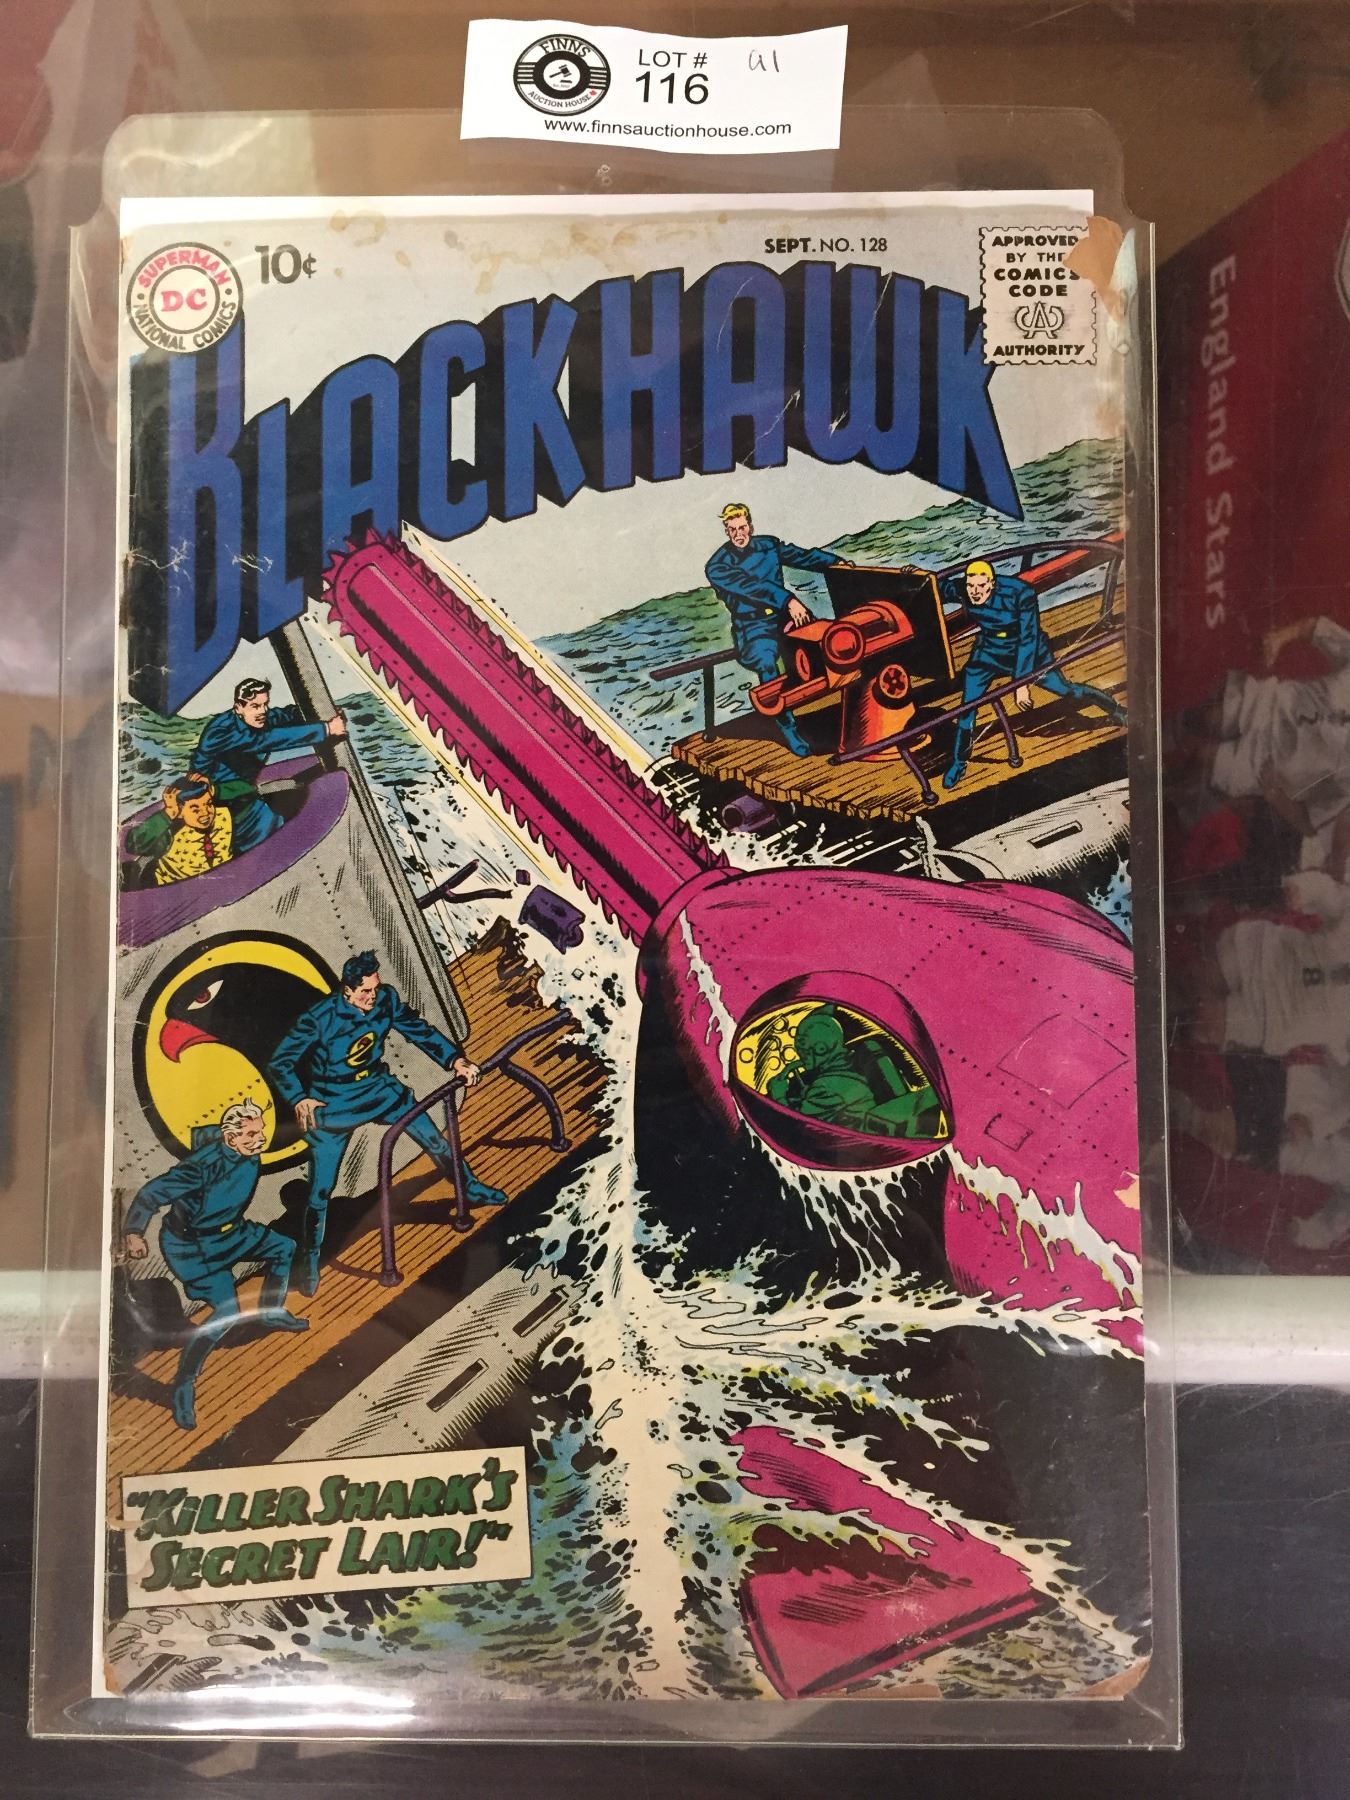 FINNS
AUCTION HOUSE
LOT #
116
www.finnsauctionhouse.com
SUPERMAN
DC
NATIONAL COMICS
10¢
SEPT. NO. 128
APPROVED
BY THE
COMICS
CODE
AUTHORITY
BLACKHAWK
England Stars
"KILLER SHARK'S
SECRET LAIR!"